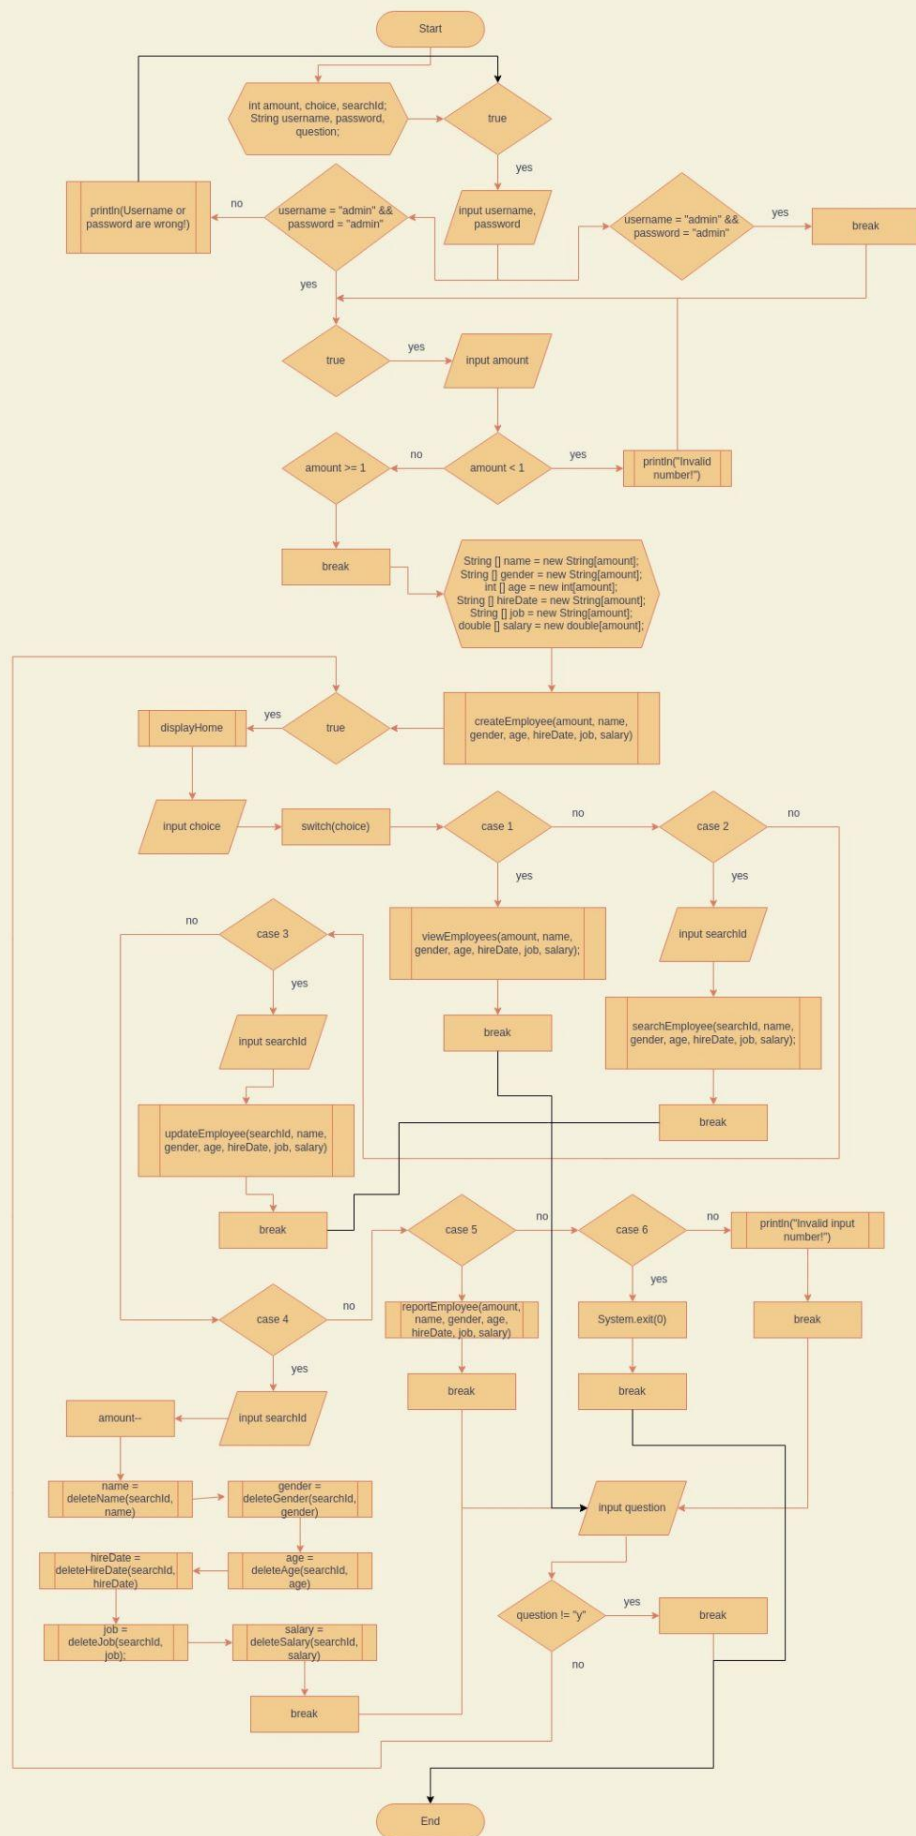 Start
int amount, choice, searchId;
String username, password,
question;
true
yes
println(Username or
password are wrong!)
no
username = "admin" &&
password = "admin"
input username,
password
username = "admin" &&
password = "admin"
yes
break
yes
true
yes
input amount
amount >= 1
no
amount < 1
yes
println("Invalid
number!")
break
String [] name = new String[amount];
String [] gender = new String[amount];
int [] age = new int[amount];
String [] hireDate = new String[amount];
String [] job = new String[amount];
double [] salary = new double[amount];
displayHome
yes
true
createEmployee(amount, name,
gender, age, hireDate, job, salary)
input choice
switch(choice)
case 1
no
case 2
no
yes
yes
no
case 3
viewEmployees(amount, name,
gender, age, hireDate, job, salary);
input searchId
yes
input searchId
break
searchEmployee(searchId, name,
gender, age, hireDate, job, salary);
updateEmployee(searchId, name,
gender, age, hireDate, job, salary)
break
break
case 5
no
case 6
no
println("Invalid input
number!")
yes
case 4
no
reportEmployee(amount,
name, gender, age,
hireDate, job, salary)
System.exit(0)
break
yes
break
break
amount--
input searchId
name =
deleteName(searchId,
name)
gender =
deleteGender(searchId,
gender)
input question
hireDate =
deleteHireDate(searchId,
hireDate)
age =
deleteAge(searchId,
age)
question != "y"
yes
break
job =
deleteJob(searchId,
job);
salary =
deleteSalary(searchId,
salary)
no
break
End